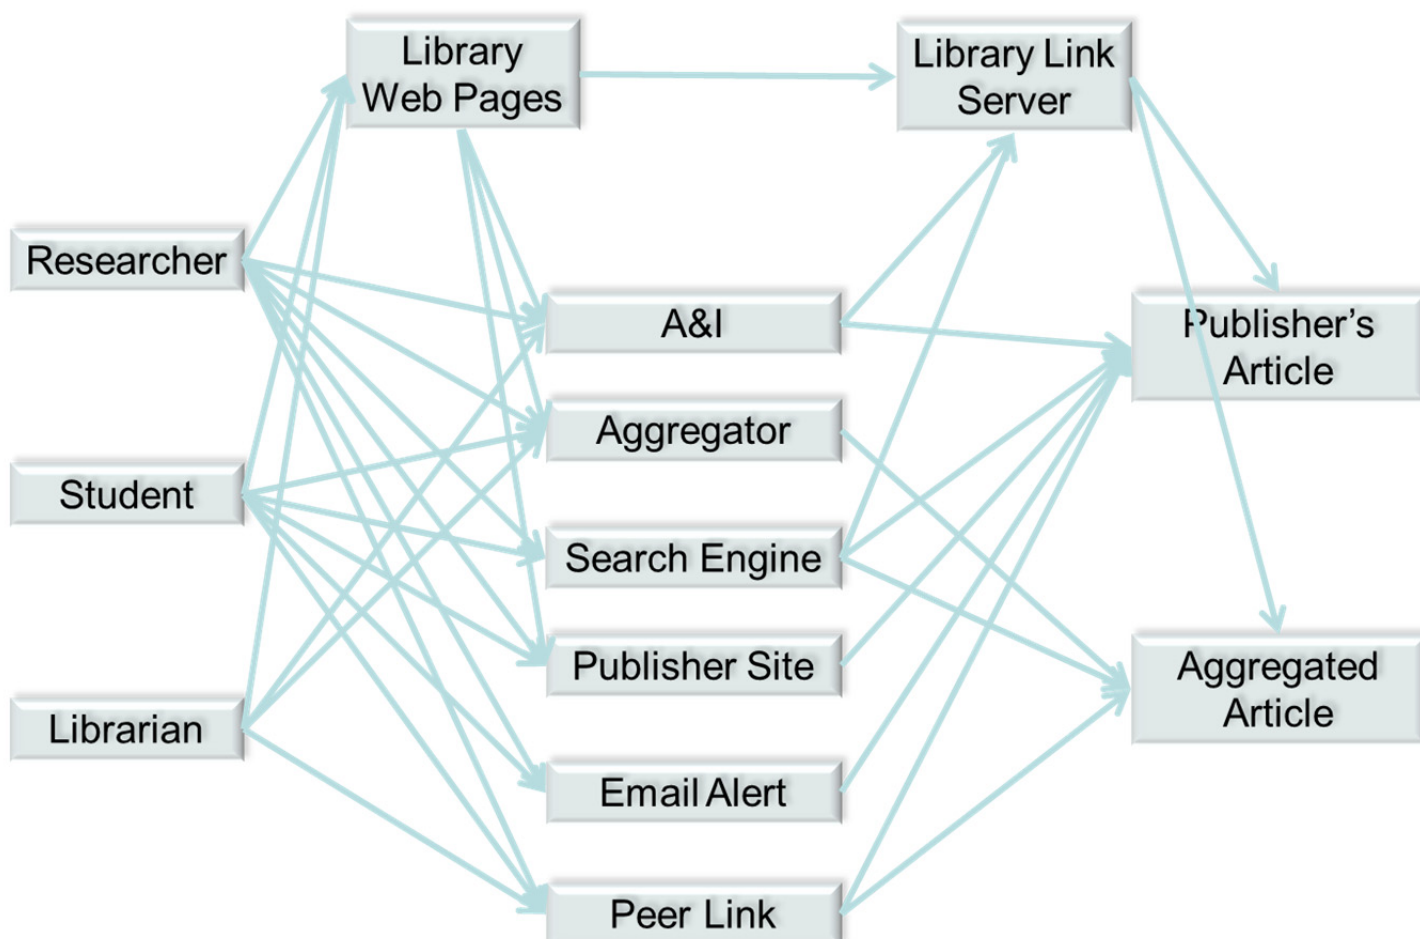 Library
Web Pages
Library Link
Server
Researcher
A&I
Publisher's
Article
Aggregator
Student
Search Engine
Publisher Site
Aggregated
Article
Librarian
Email Alert
Peer Link